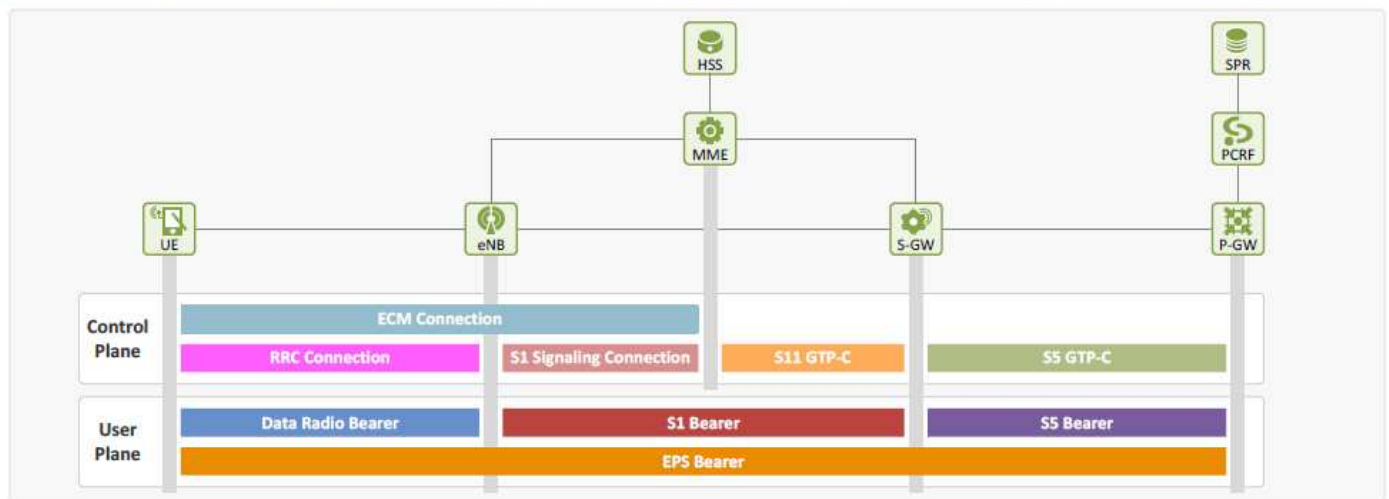 HSS
SPR
MME
PCRF
UE
eNB
S-GW
P-GW
Control
Plane
ECM Connection
RRC Connection
S1 Signaling Connection
S11 GTP-C
S5 GTP-C
User
Plane
Data Radio Bearer
S1 Bearer
S5 Bearer
EPS Bearer